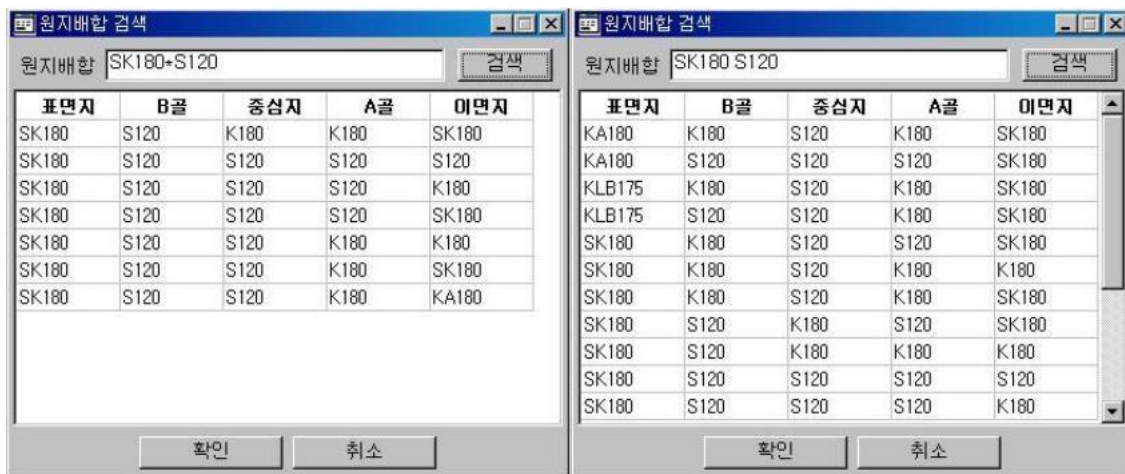 원지배합 검색
원지배합 SK180+S120 검색
표면지 B골 중심지 A골 이면지
SK180 S120 K180 K180 SK180
SK180 S120 S120 S120 S120
SK180 S120 S120 S120 K180
SK180 S120 S120 S120 SK180
SK180 S120 S120 K180 K180
SK180 S120 S120 K180 SK180
SK180 S120 S120 K180 KA180
확인 취소
원지배합 검색
원지배합 SK180 S120 검색
표면지 B골 중심지 A골 이면지
KA180 K180 S120 K180 SK180
KA180 S120 S120 S120 SK180
KLB175 K180 S120 K180 SK180
KLB175 S120 S120 K180 SK180
SK180 K180 S120 S120 SK180
SK180 K180 S120 K180 K180
SK180 K180 S120 K180 SK180
SK180 S120 K180 S120 SK180
SK180 S120 K180 K180 K180
SK180 S120 S120 S120 S120
SK180 S120 S120 S120 K180
확인 취소